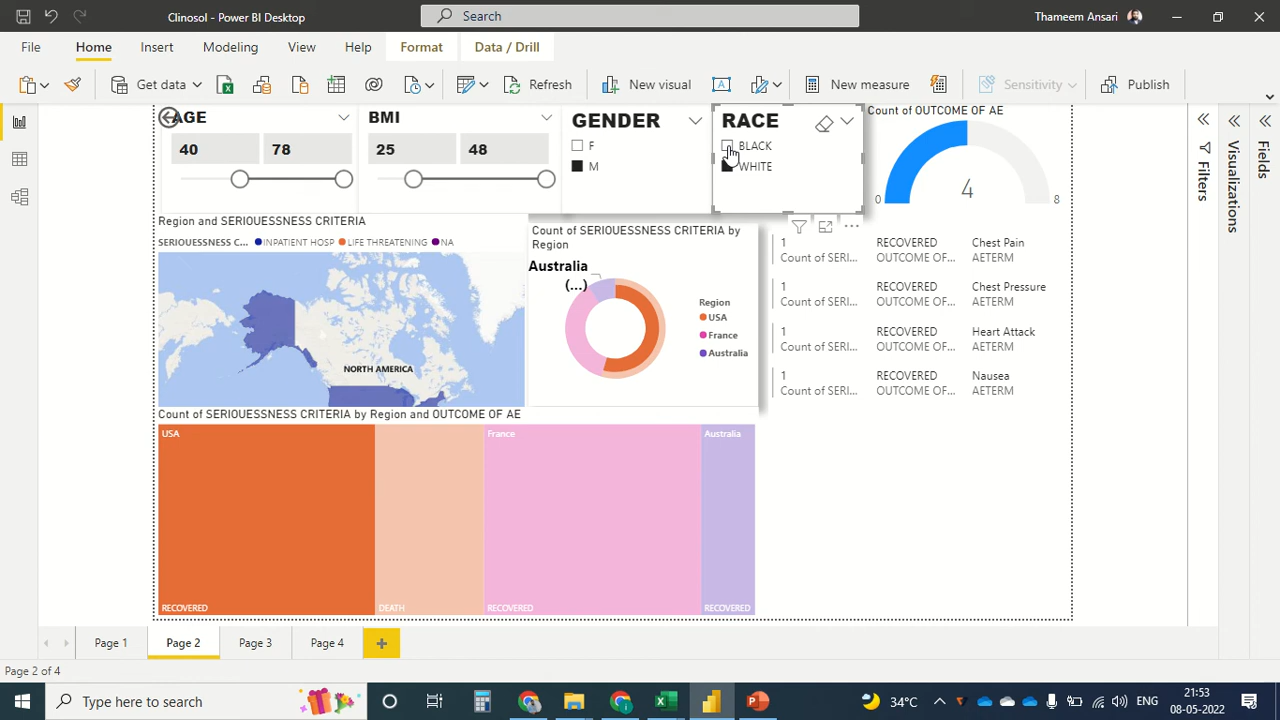 Clinosol - Power BI Desktop
Search
Thameem Ansari
File
Home
Insert
Modeling
View
Help
Format
Data / Drill
Get data
Refresh
New visual
New measure
Sensitivity
Publish
AGE
40
78
BMI
25
48
GENDER
F
M
RACE
BLACK
WHITE
Count of OUTCOME OF AE
4
0
8
Filters
Visualizations
Fields
Region and SERIOUESSNESS CRITERIA
SERIOUESSNESS C... INPATIENT HOSP LIFE THREATENING NA
NORTH AMERICA
Count of SERIOUESSNESS CRITERIA by
Region
Australia
(...)
Region
USA
France
Australia
1 RECOVERED Chest Pain
Count of SERI... OUTCOME OF... AETERM
1 RECOVERED Chest Pressure
Count of SERI... OUTCOME OF... AETERM
1 RECOVERED Heart Attack
Count of SERI... OUTCOME OF... AETERM
1 RECOVERED Nausea
Count of SERI... OUTCOME OF... AETERM
Count of SERIOUESSNESS CRITERIA by Region and OUTCOME OF AE
USA
France
Australia
RECOVERED
DEATH
RECOVERED
RECOVERED
Page 1
Page 2
Page 3
Page 4
Page 2 of 4
Type here to search
34°C
ENG
21:53
08-05-2022